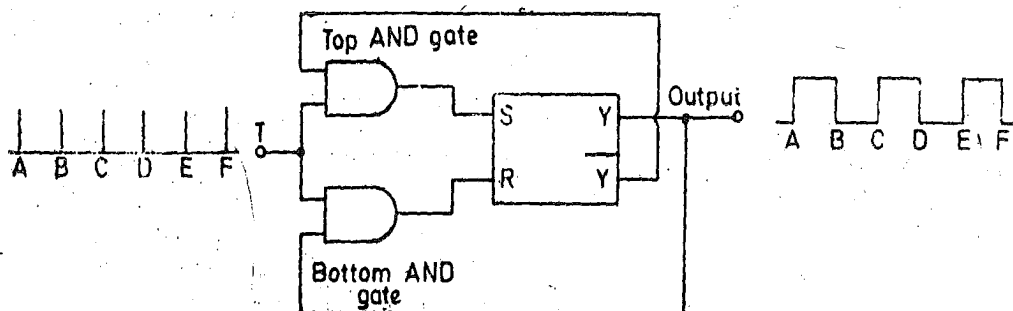 Top AND gate
A B C D E F
T
S Y
R Y
Output
A B C D E F
Bottom AND
gate